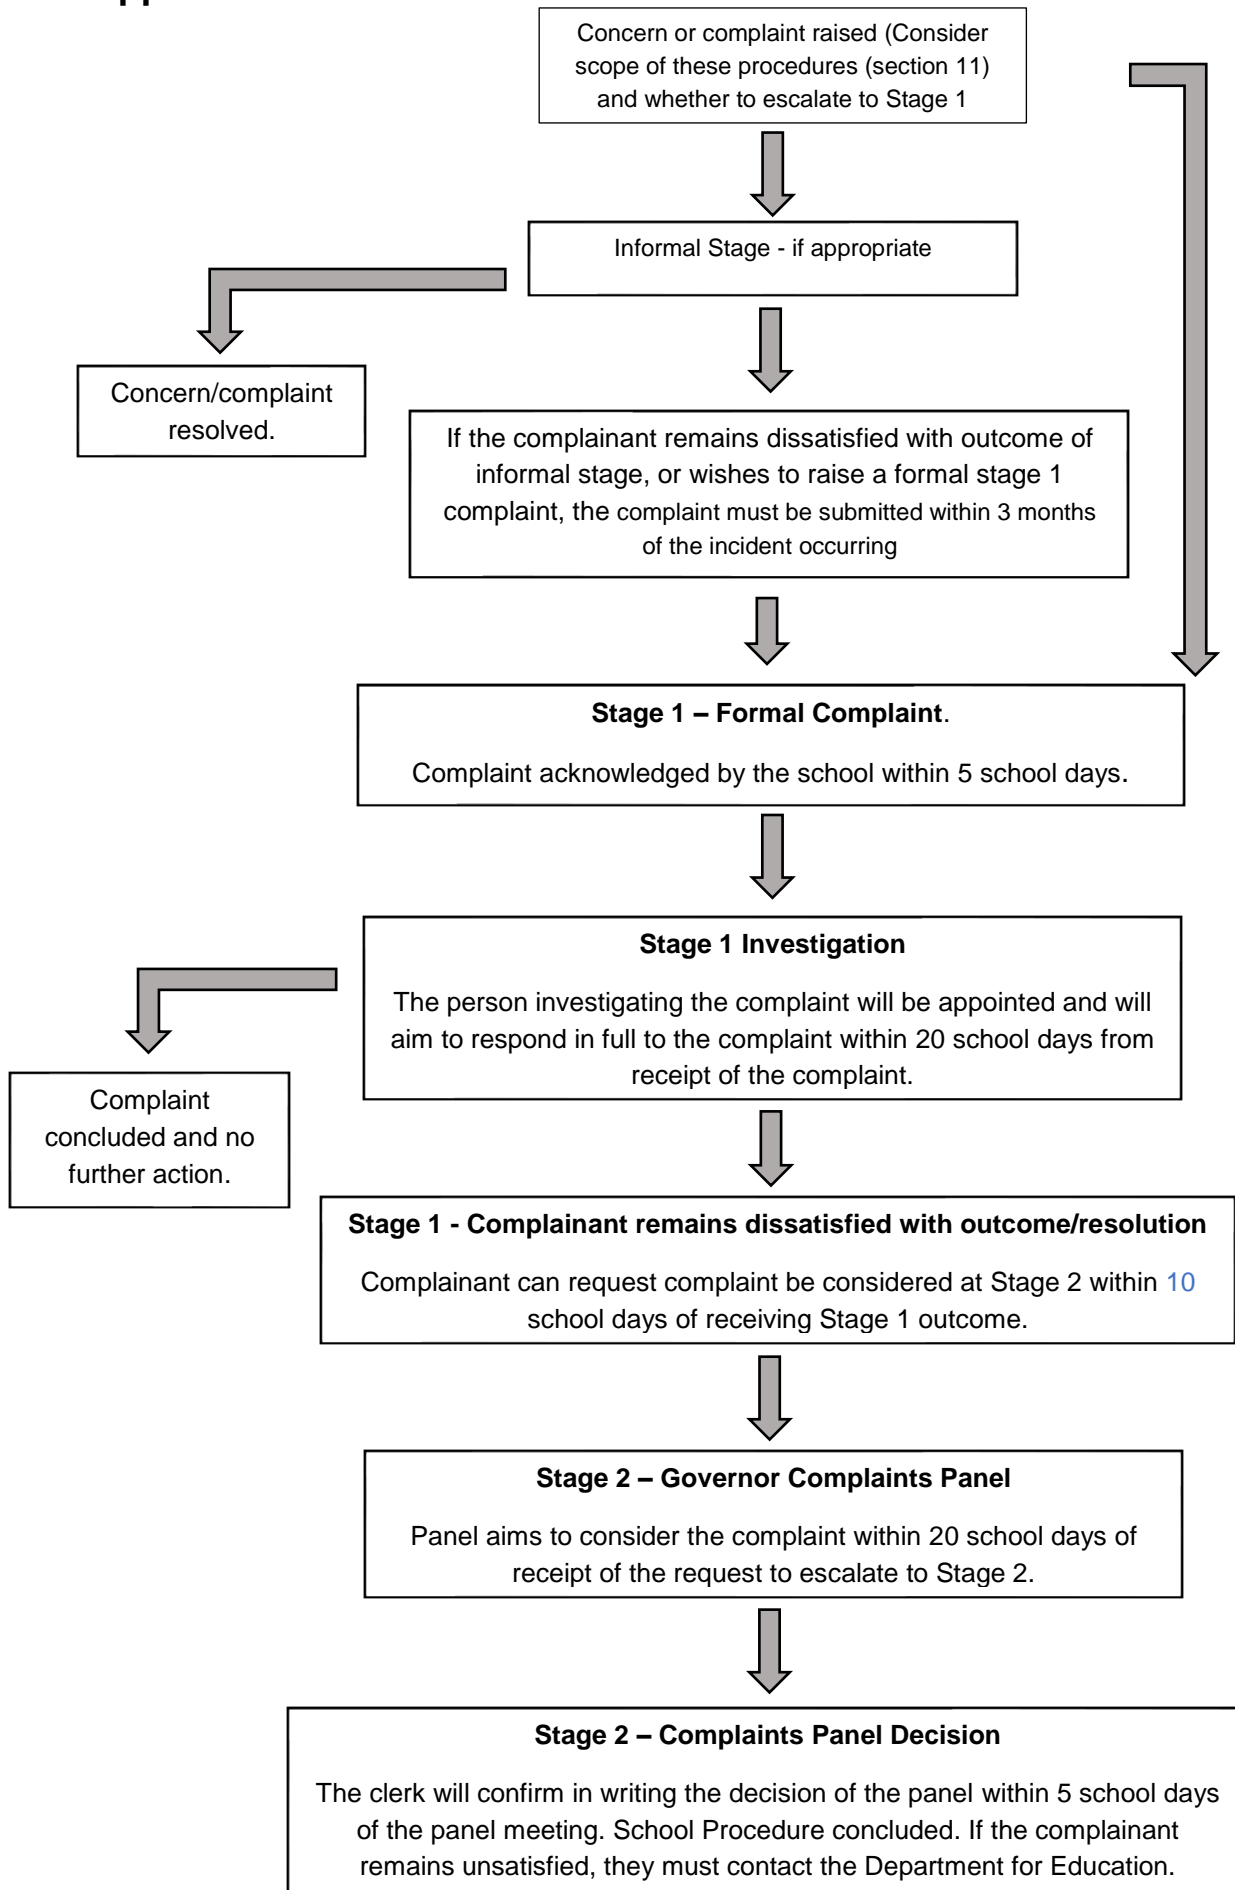 Concern or complaint raised (Consider
scope of these procedures (section 11)
and whether to escalate to Stage 1
Informal Stage - if appropriate
Concern/complaint
resolved.
If the complainant remains dissatisfied with outcome of
informal stage, or wishes to raise a formal stage 1
complaint, the complaint must be submitted within 3 months
of the incident occurring
Stage 1 – Formal Complaint.
Complaint acknowledged by the school within 5 school days.
Stage 1 Investigation
The person investigating the complaint will be appointed and will
aim to respond in full to the complaint within 20 school days from
receipt of the complaint.
Complaint
concluded and no
further action.
Stage 1 - Complainant remains dissatisfied with outcome/resolution
Complainant can request complaint be considered at Stage 2 within 10
school days of receiving Stage 1 outcome.
Stage 2 – Governor Complaints Panel
Panel aims to consider the complaint within 20 school days of
receipt of the request to escalate to Stage 2.
Stage 2 – Complaints Panel Decision
The clerk will confirm in writing the decision of the panel within 5 school days
of the panel meeting. School Procedure concluded. If the complainant
remains unsatisfied, they must contact the Department for Education.